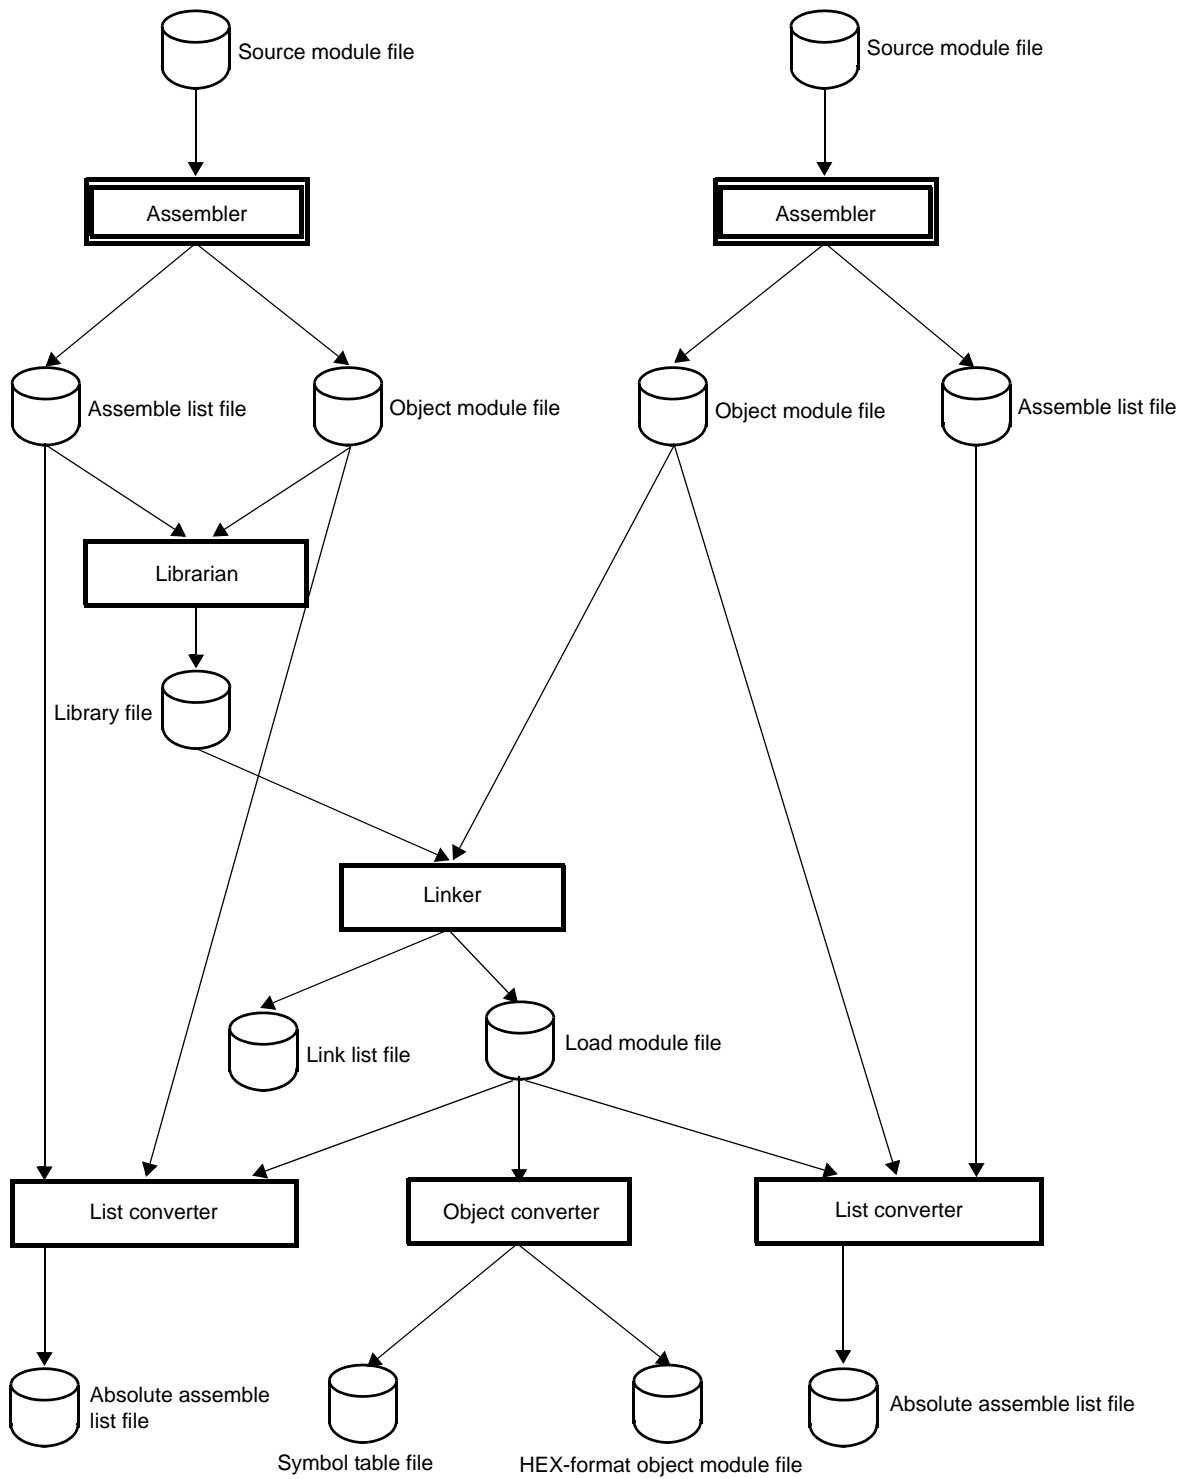 Source module file
Source module file
Assembler
Assembler
Assemble list file
Object module file
Object module file
Assemble list file
Librarian
Library file
Linker
Link list file
Load module file
List converter
Object converter
List converter
Absolute assemble
list file
Absolute assemble list file
Symbol table file
HEX-format object module file